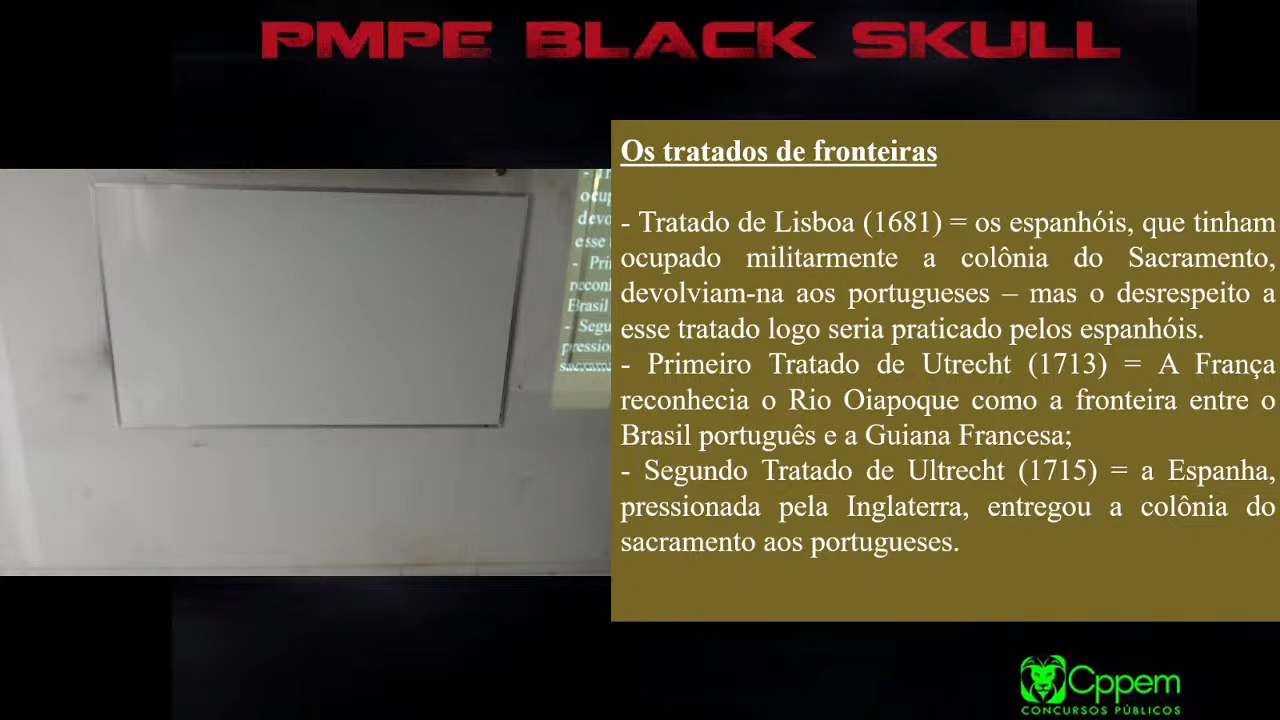 PMPE BLACK SKULL
Os tratados de fronteiras
- Tratado de Lisboa (1681) = os espanhóis, que tinham
ocupado militarmente a colônia do Sacramento,
devolviam-na aos portugueses – mas o desrespeito a
esse tratado logo seria praticado pelos espanhóis.
- Primeiro Tratado de Utrecht (1713) = A França
reconhecia o Rio Oiapoque como a fronteira entre o
Brasil português e a Guiana Francesa;
- Segundo Tratado de Ultrecht (1715) = a Espanha,
pressionada pela Inglaterra, entregou a colônia do
sacramento aos portugueses.
Cppem
CONCURSOS PÚBLICOS